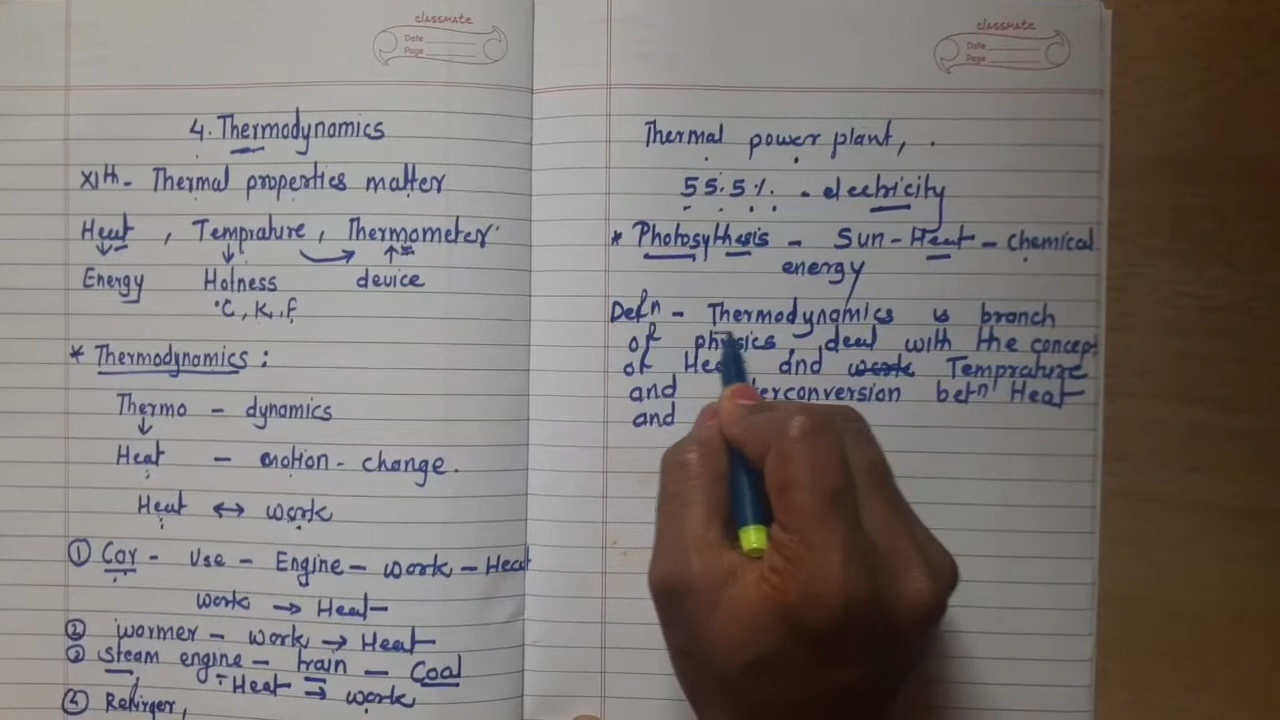 classmate
Date
Page
4. Thermodynamics
XIth - Thermal properties matter
Heat , Temprature , Thermometer
Energy Hotness device
°C, K, F
* Thermodynamics :
Thermo - dynamics
Heat - motion - change.
Heat ↔ work
① Car - Use - Engine - work - Heat
work → Heat
② wormer - work → Heat
③ Steam engine - train - Coal
- Heat → work
④
classmate
Date
Page
Thermal power plant, .
55.5 % - electricity
* Photosythesis - Sun - Heat - chemical
energy
Defn - Thermodynamics is branch
of physics deal with the concept
of and work Temprature
and betn Heat
and